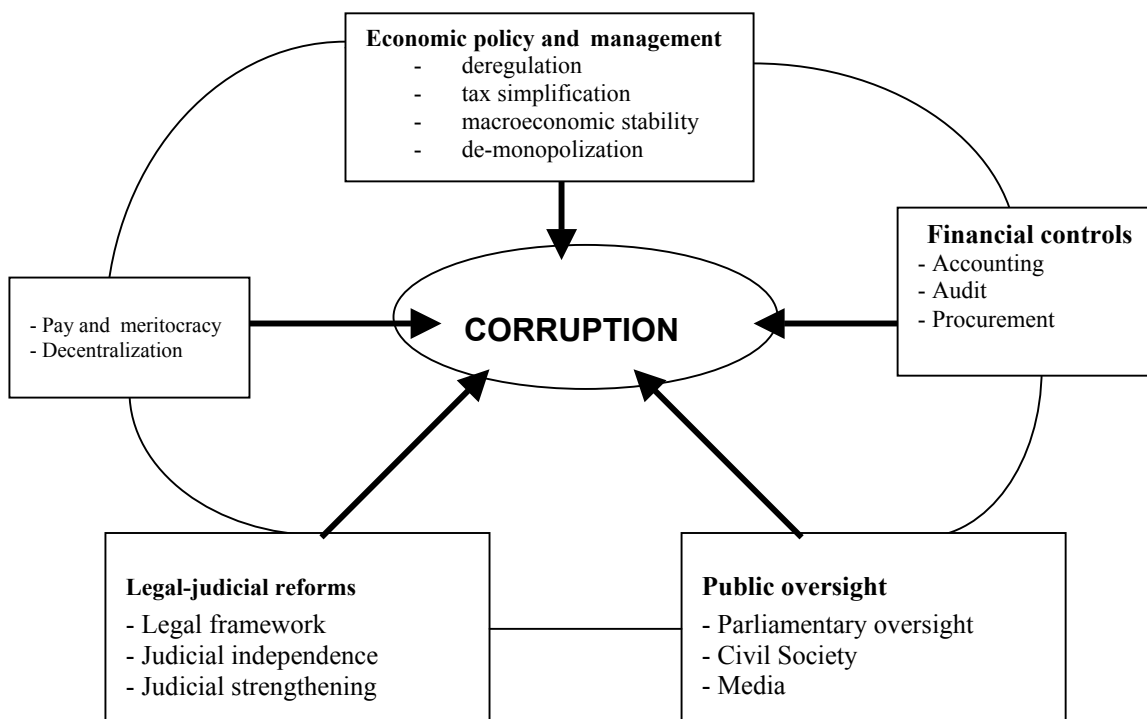 Economic policy and management
- deregulation
- tax simplification
- macroeconomic stability
- de-monopolization
Financial controls
- Accounting
- Audit
- Procurement
- Pay and meritocracy
- Decentralization
CORRUPTION
Legal-judicial reforms
- Legal framework
- Judicial independence
- Judicial strengthening
Public oversight
- Parliamentary oversight
- Civil Society
- Media